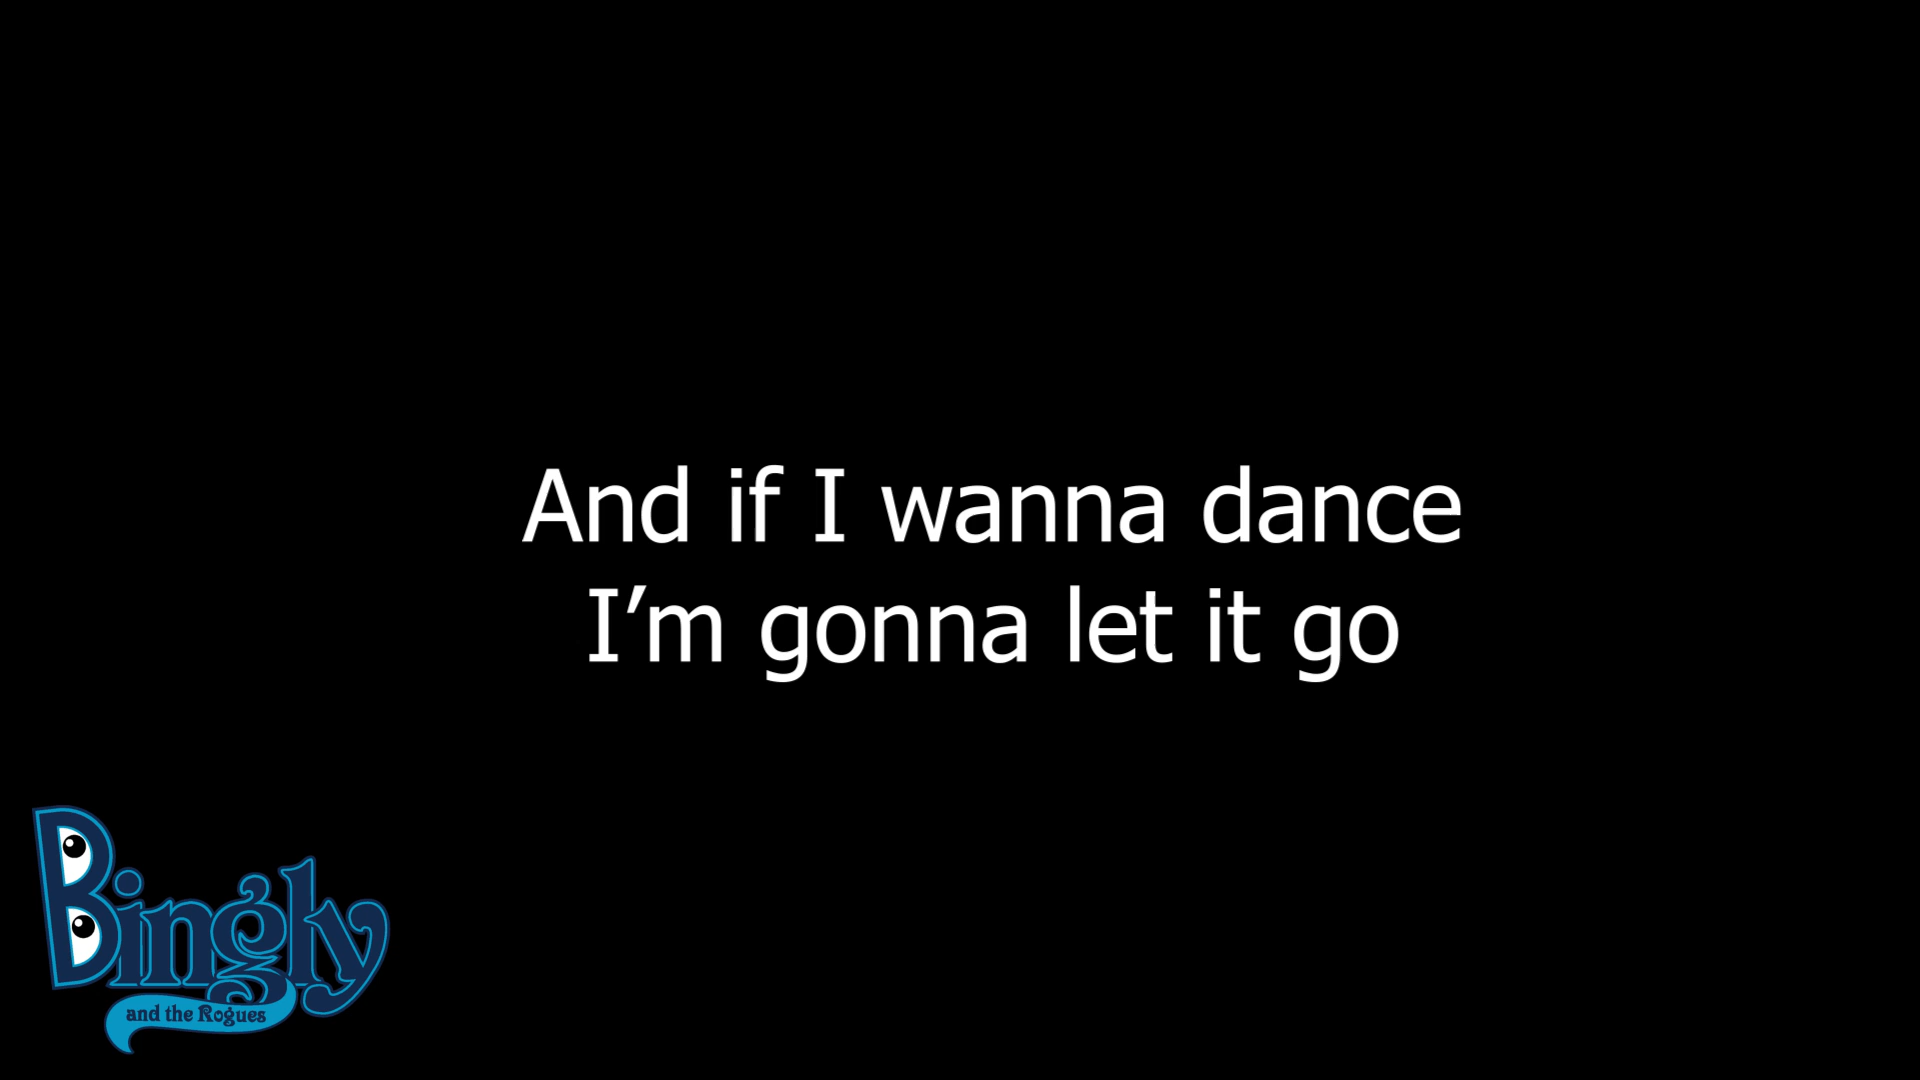 And if I wanna dance
I’m gonna let it go
Bingly
and the Rogues